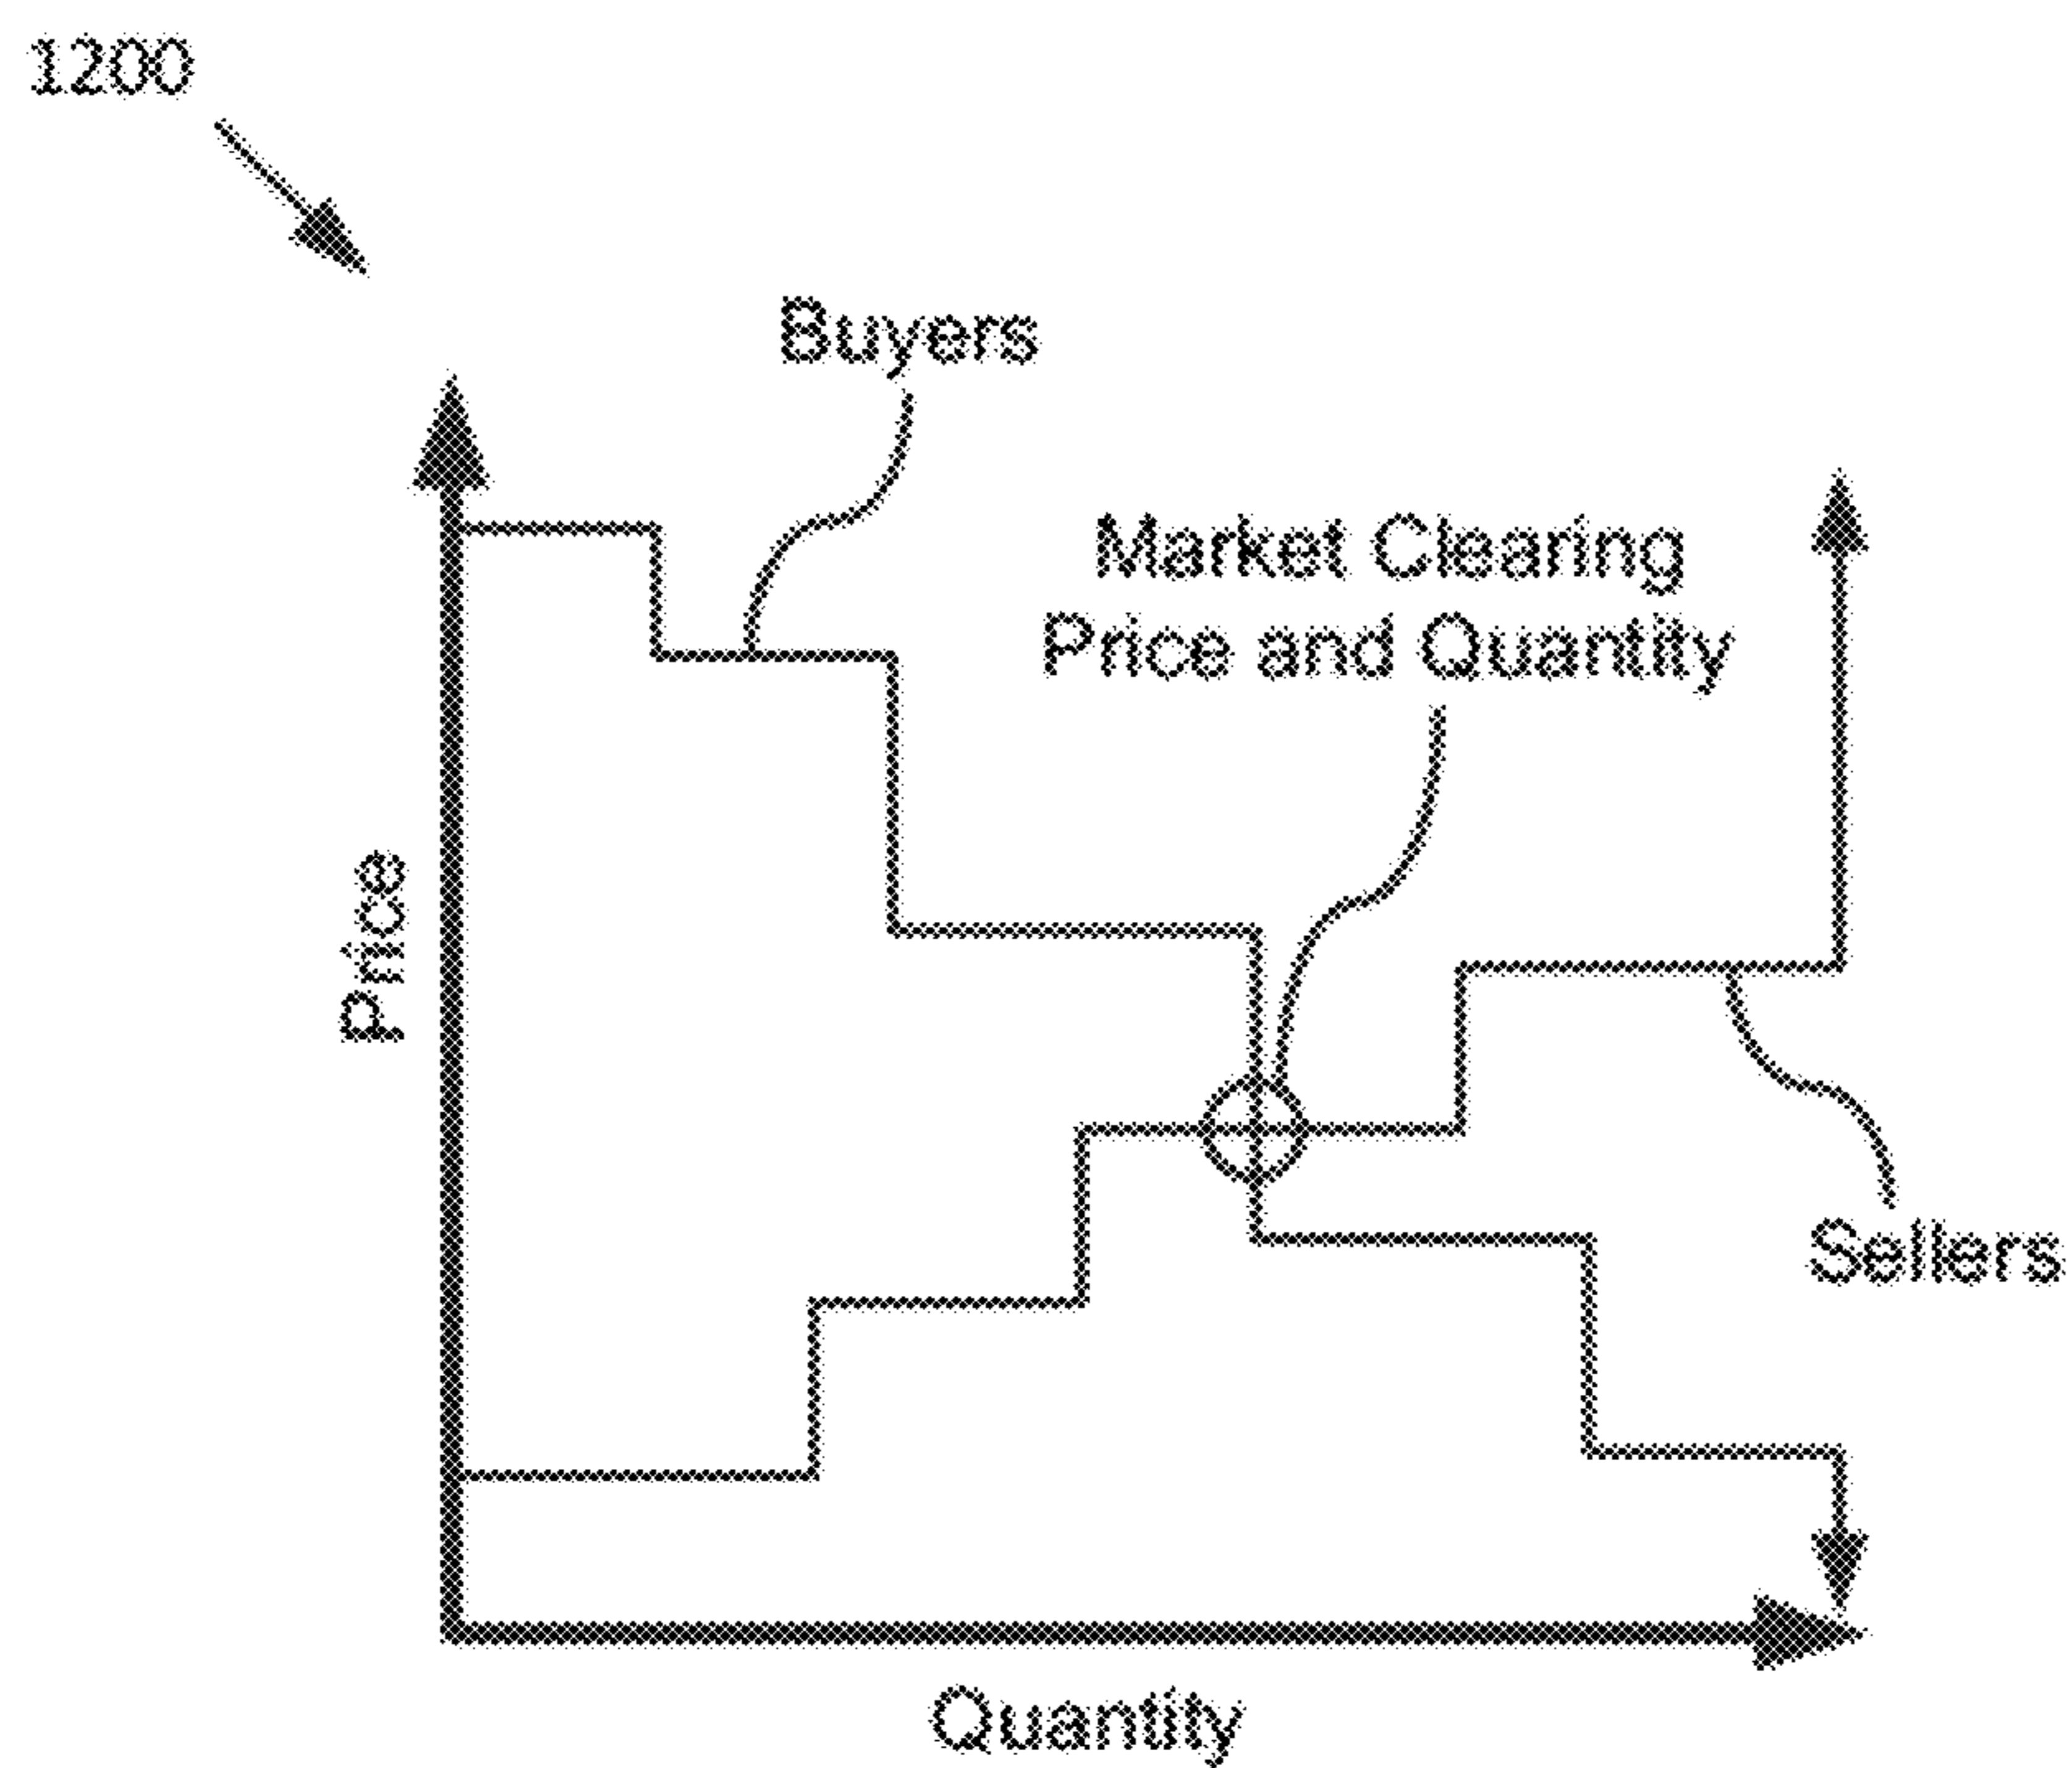 1200
Buyers
Market Clearing
Price and Quantity
Price
Sellers
Quantity